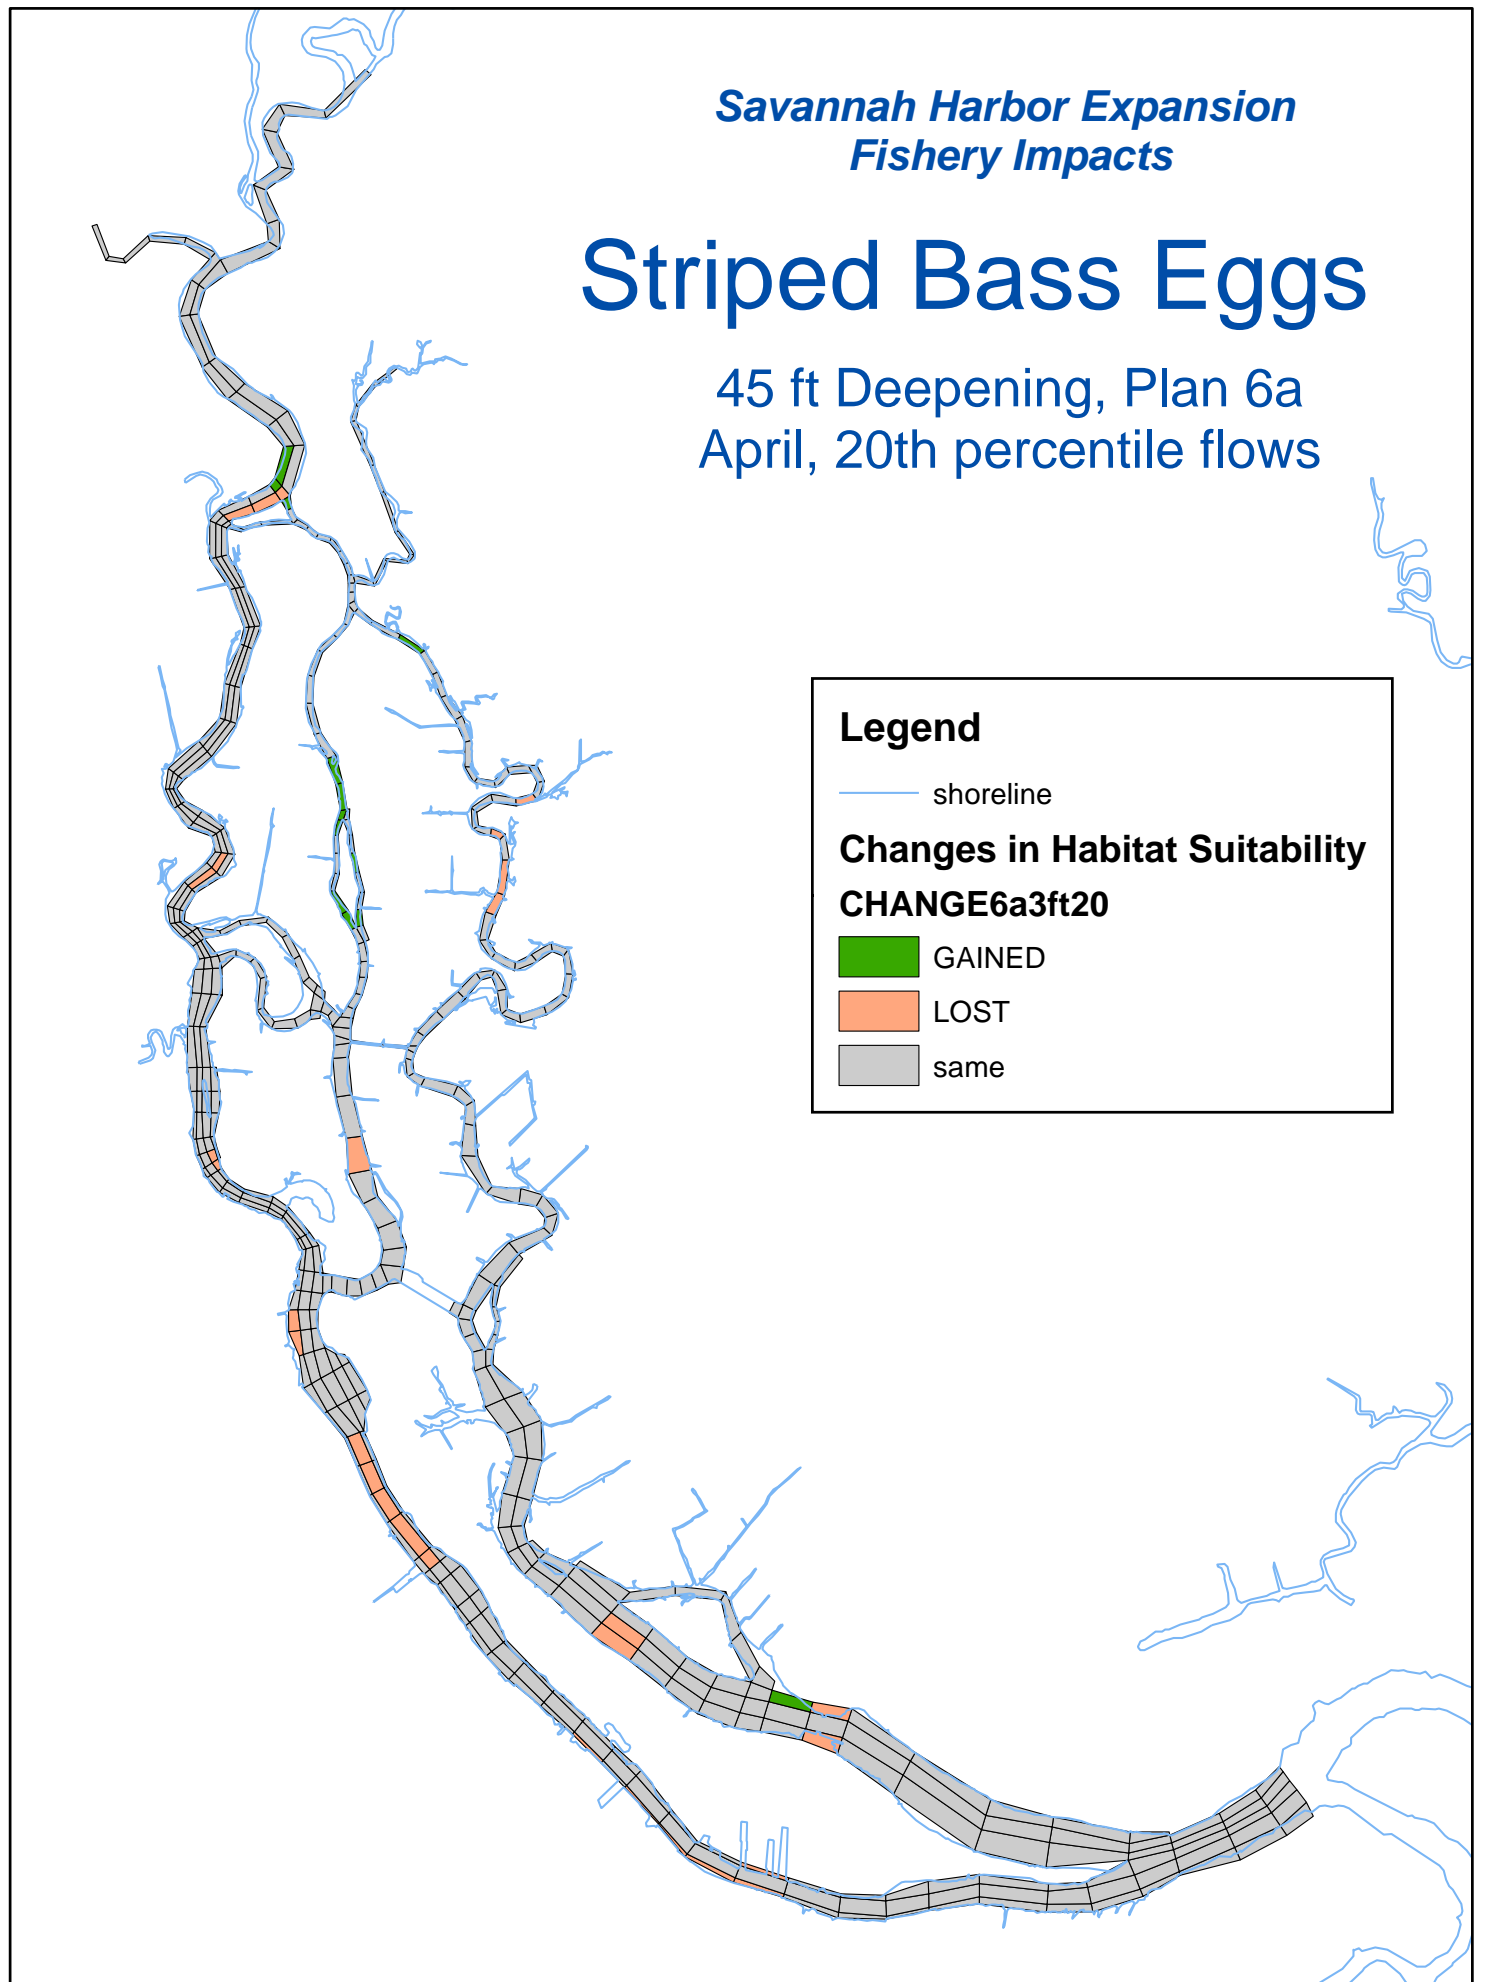 Savannah Harbor Expansion
Fishery Impacts
Striped Bass Eggs
45 ft Deepening, Plan 6a
April, 20th percentile flows
Legend
shoreline
Changes in Habitat Suitability
CHANGE6a3ft20
GAINED
LOST
same